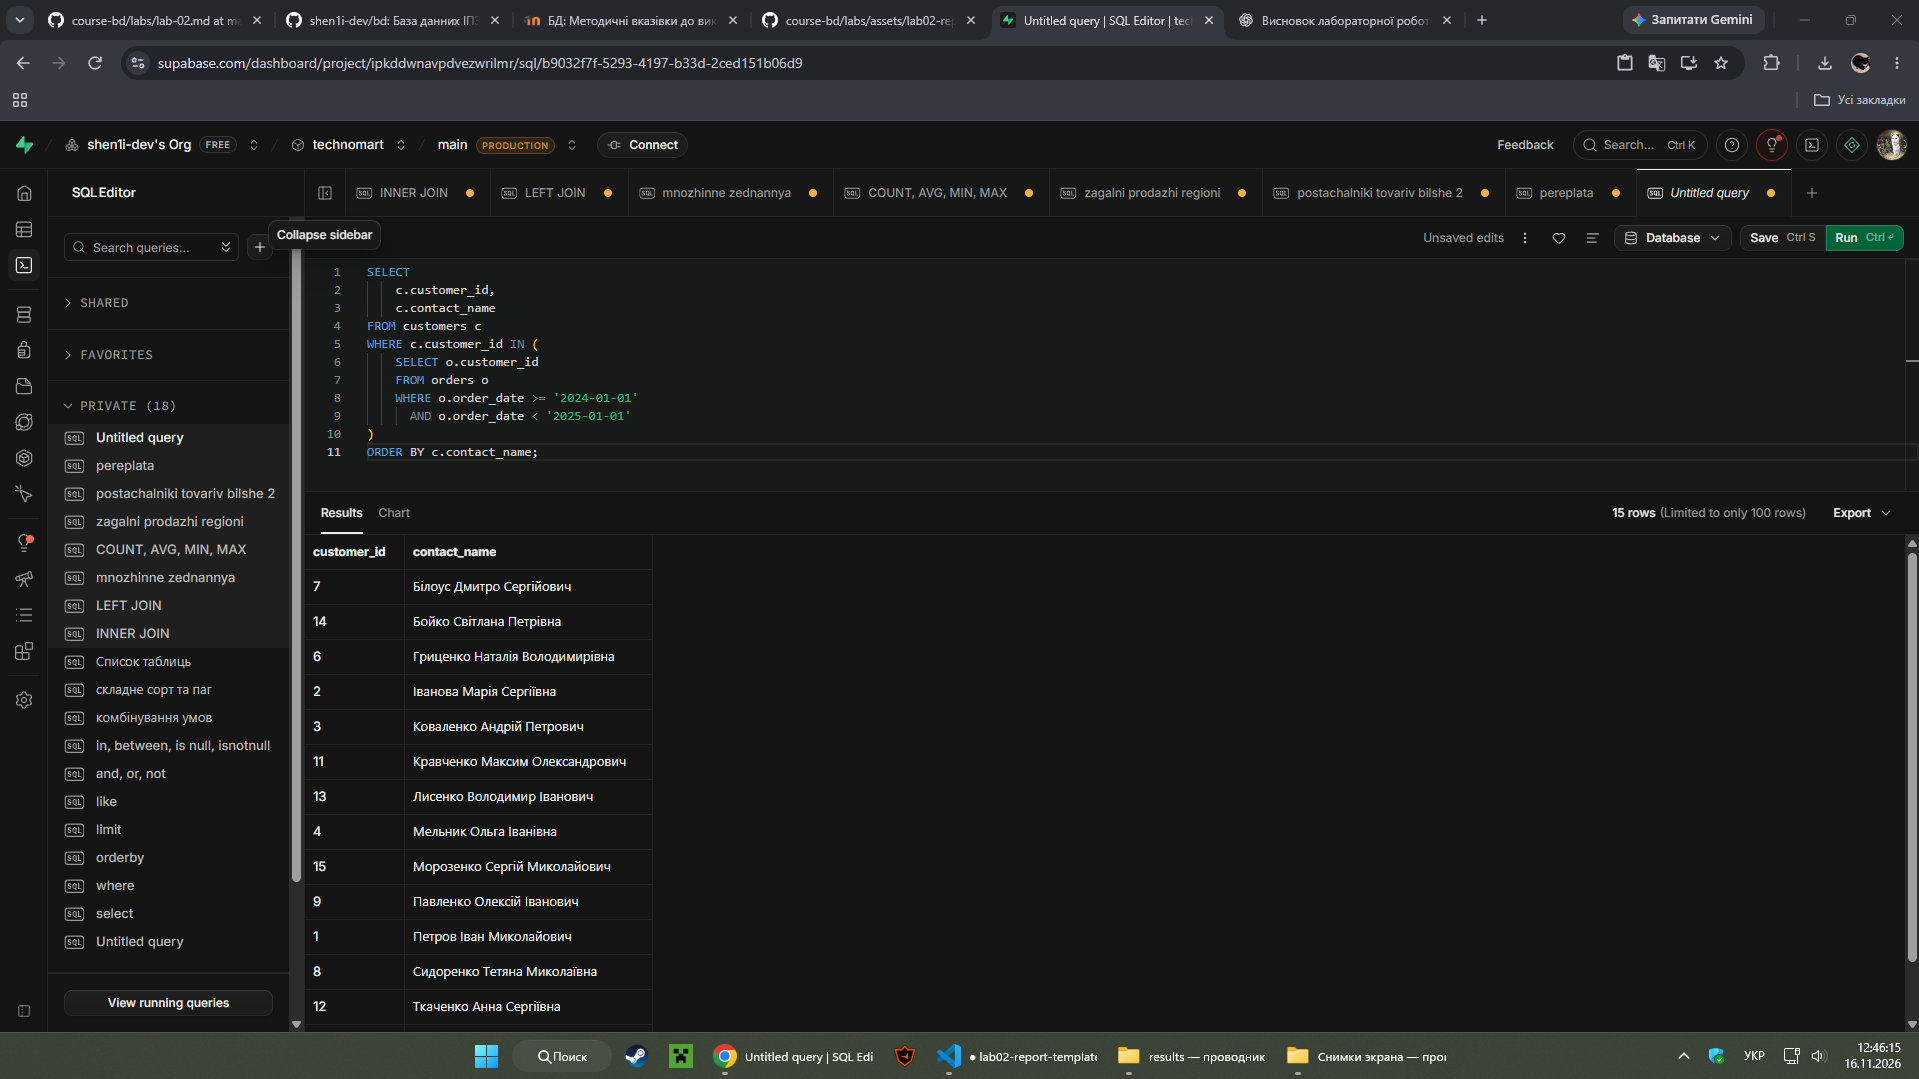 course-bd/labs/lab-02.md at ma
shen1i-dev/bd: База данних ІПЗ
БД: Методичні вказівки до вик
course-bd/labs/assets/lab02-rep
Untitled query | SQL Editor | tec
Висновок лабораторної робот
Запитати Gemini
supabase.com/dashboard/project/ipkddwnavpdvezwrilmr/sql/b9032f7f-5293-4197-b33d-2ced151b06d9
Усі закладки
shen1i-dev's Org FREE / technomart / main PRODUCTION Connect
Feedback Search... Ctrl K
SQL Editor
INNER JOIN
LEFT JOIN
mnozhinne zednannya
COUNT, AVG, MIN, MAX
zagalni prodazhi regioni
postachalniki tovariv bilshe 2
pereplata
Untitled query
Search queries...
Collapse sidebar
Unsaved edits
Database
Save Ctrl S
Run Ctrl ↵
SHARED
FAVORITES
PRIVATE (18)
Untitled query
pereplata
postachalniki tovariv bilshe 2
zagalni prodazhi regioni
COUNT, AVG, MIN, MAX
mnozhinne zednannya
LEFT JOIN
INNER JOIN
Список таблиць
складне сорт та паг
комбінування умов
in, between, is null, isnotnull
and, or, not
like
limit
orderby
where
select
Untitled query
View running queries
1 SELECT
2 c.customer_id,
3 c.contact_name
4 FROM customers c
5 WHERE c.customer_id IN (
6 SELECT o.customer_id
7 FROM orders o
8 WHERE o.order_date >= '2024-01-01'
9 AND o.order_date < '2025-01-01'
10 )
11 ORDER BY c.contact_name;
Results Chart
15 rows (Limited to only 100 rows) Export
customer_id contact_name
7 Білоус Дмитро Сергійович
14 Бойко Світлана Петрівна
6 Гриценко Наталія Володимирівна
2 Іванова Марія Сергіївна
3 Коваленко Андрій Петрович
11 Кравченко Максим Олександрович
13 Лисенко Володимир Іванович
4 Мельник Ольга Іванівна
15 Морозенко Сергій Миколайович
9 Павленко Олексій Іванович
1 Петров Іван Миколайович
8 Сидоренко Тетяна Миколаївна
12 Ткаченко Анна Сергіївна
Поиск
Untitled query | SQL Edi
● lab02-report-template
results — проводник
Снимки экрана — про
УКР
12:46:15
16.11.2026